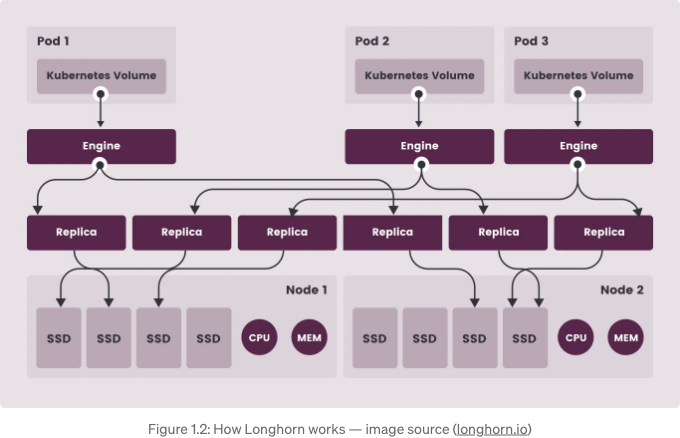 Pod 1
Kubernetes Volume
Pod 2
Kubernetes Volume
Pod 3
Kubernetes Volume
Engine
Engine
Engine
Replica
Replica
Replica
Replica
Replica
Replica
Node 1
SSD
SSD
SSD
SSD
CPU
MEM
Node 2
SSD
SSD
SSD
SSD
CPU
MEM
Figure 1.2: How Longhorn works — image source (longhorn.io)